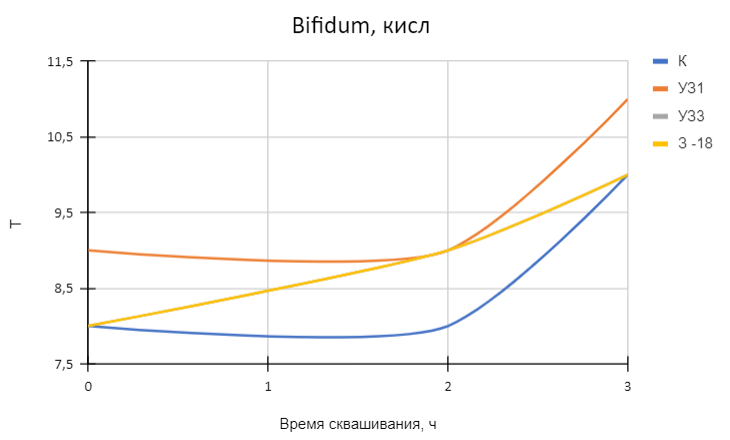 Bifidum, кисл
11,5
10,5
9,5
8,5
7,5
Т
0
1
2
3
Время сквашивания, ч
К
УЗ1
УЗ3
З -18